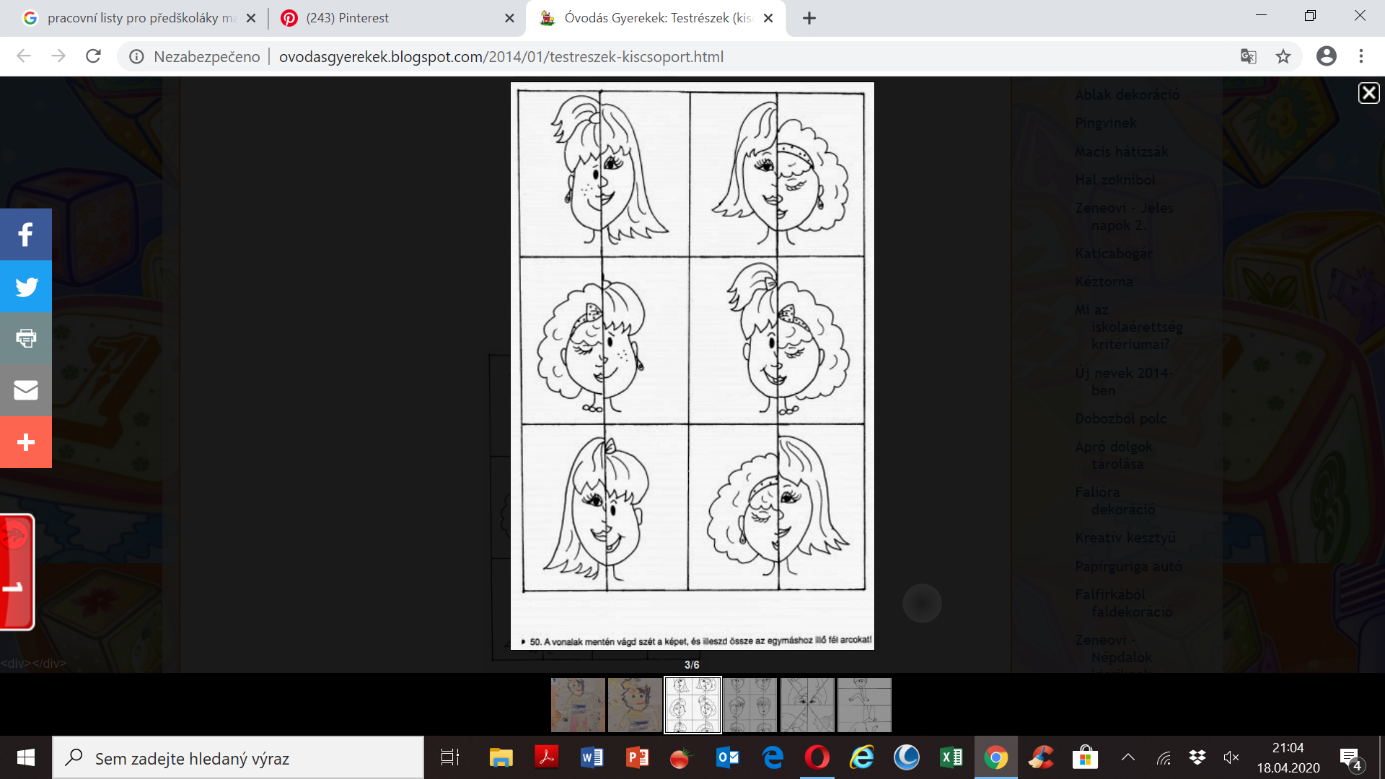 pracovní listy pro předškoláky ma
(243) Pinterest
Óvodás Gyerekek: Testrészek (kisc
Nezabezpečeno
ovodasgyerekek.blogspot.com/2014/01/testreszek-kiscsoport.html
Ablak dekoráció
Pingvinek
Macis hátizsák
Hal zokniból
Zeneovi - Jeles
napok 2.
Katicabogár
Kéztorna
Mi az
iskolaérettség
kritériumai?
Új nevek 2014-
ben
Dobozból polc
Apró dolgok
tárolása
Falióra
dekoráció
Kreatív kesztyű
Papírguriga autó
Falfirkából
faldekoráció
Zeneovi -
Népdalok
1
50. A vonalak mentén vágd szét a képet, és illeszd össze az egymáshoz illő fél arcokat!
3/6
<div></div>
Sem zadejte hledaný výraz
21:04
18.04.2020
4